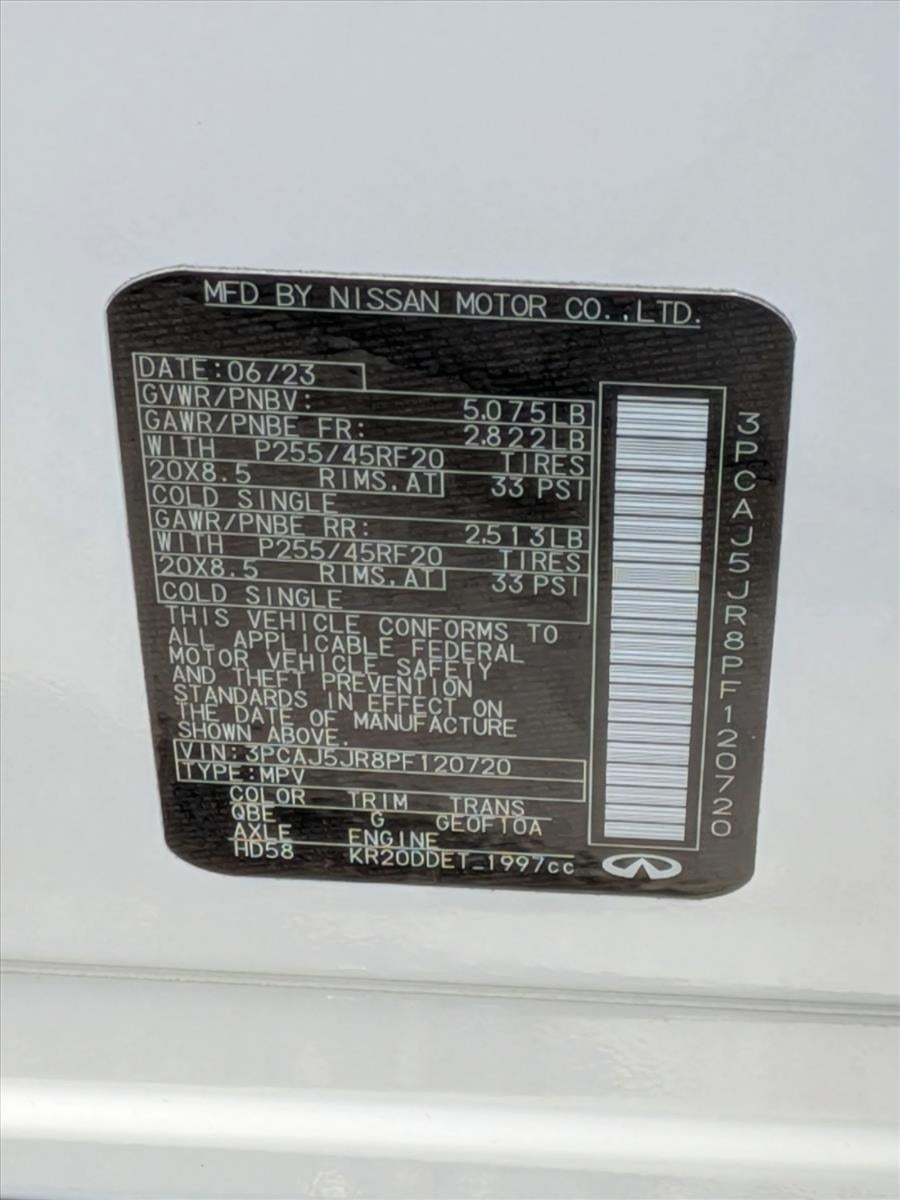 MFD BY NISSAN MOTOR CO.,LTD.
DATE:06/23
GVWR/PNBV: 5.075LB
GAWR/PNBE FR: 2.822LB
WITH P255/45RF20 TIRES
20X8.5 RIMS.AT 33 PSI
COLD SINGLE
GAWR/PNBE RR: 2.513LB
WITH P255/45RF20 TIRES
20X8.5 RIMS.AT 33 PSI
COLD SINGLE
THIS VEHICLE CONFORMS TO
ALL APPLICABLE FEDERAL
MOTOR VEHICLE SAFETY
AND THEFT PREVENTION
STANDARDS IN EFFECT ON
THE DATE OF MANUFACTURE
SHOWN ABOVE.
VIN: 3PCAJ5JR8PF120720
TYPE:MPV
COLOR TRIM TRANS
QBE G GE0F10A
AXLE ENGINE
HD58 KR20DDET_1997cc
3PCAJ5JR8PF120720